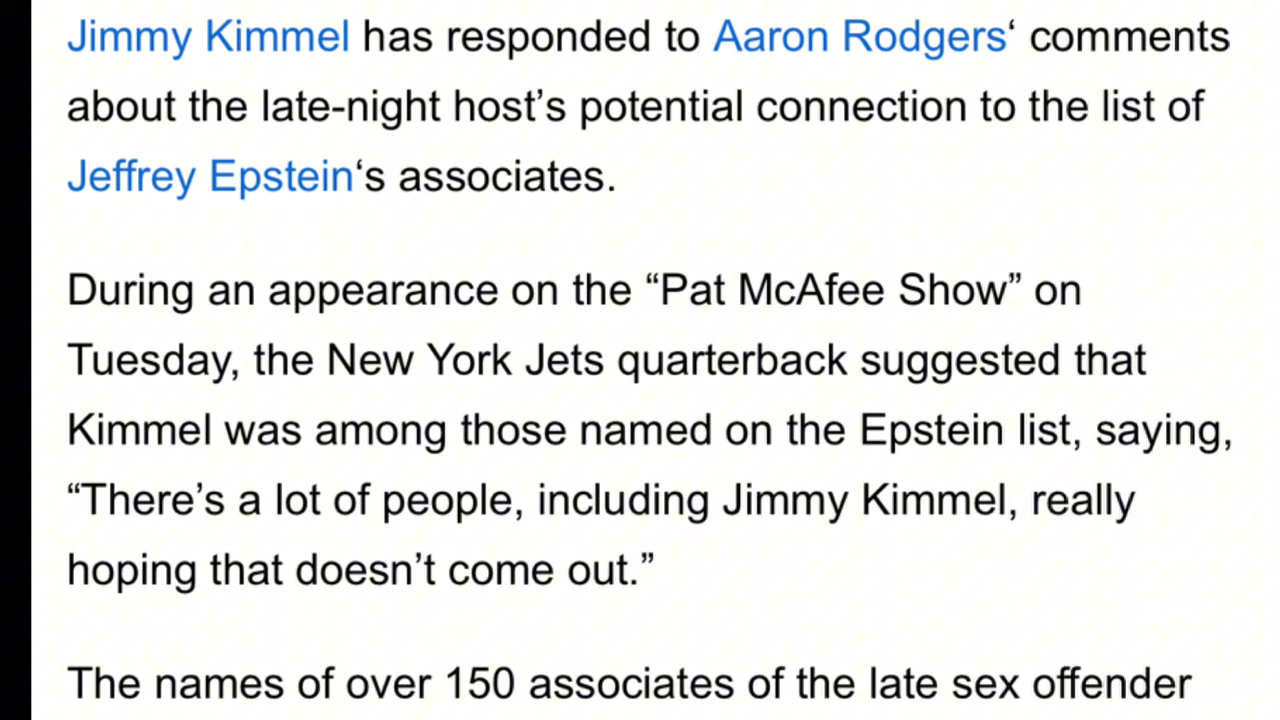 Jimmy Kimmel has responded to Aaron Rodgers‘ comments
about the late-night host’s potential connection to the list of
Jeffrey Epstein‘s associates.
During an appearance on the “Pat McAfee Show” on
Tuesday, the New York Jets quarterback suggested that
Kimmel was among those named on the Epstein list, saying,
“There’s a lot of people, including Jimmy Kimmel, really
hoping that doesn’t come out.”
The names of over 150 associates of the late sex offender